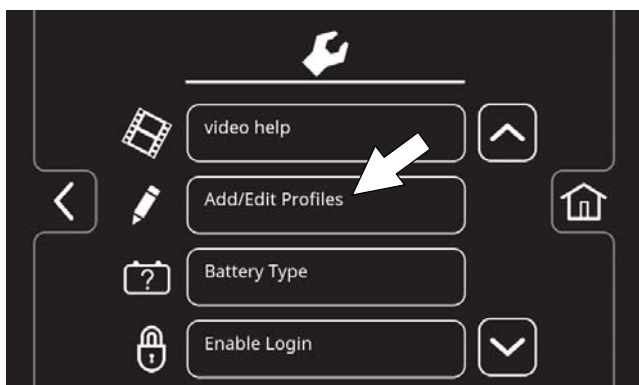 video help
Add/Edit Profiles
Battery Type
?
Enable Login